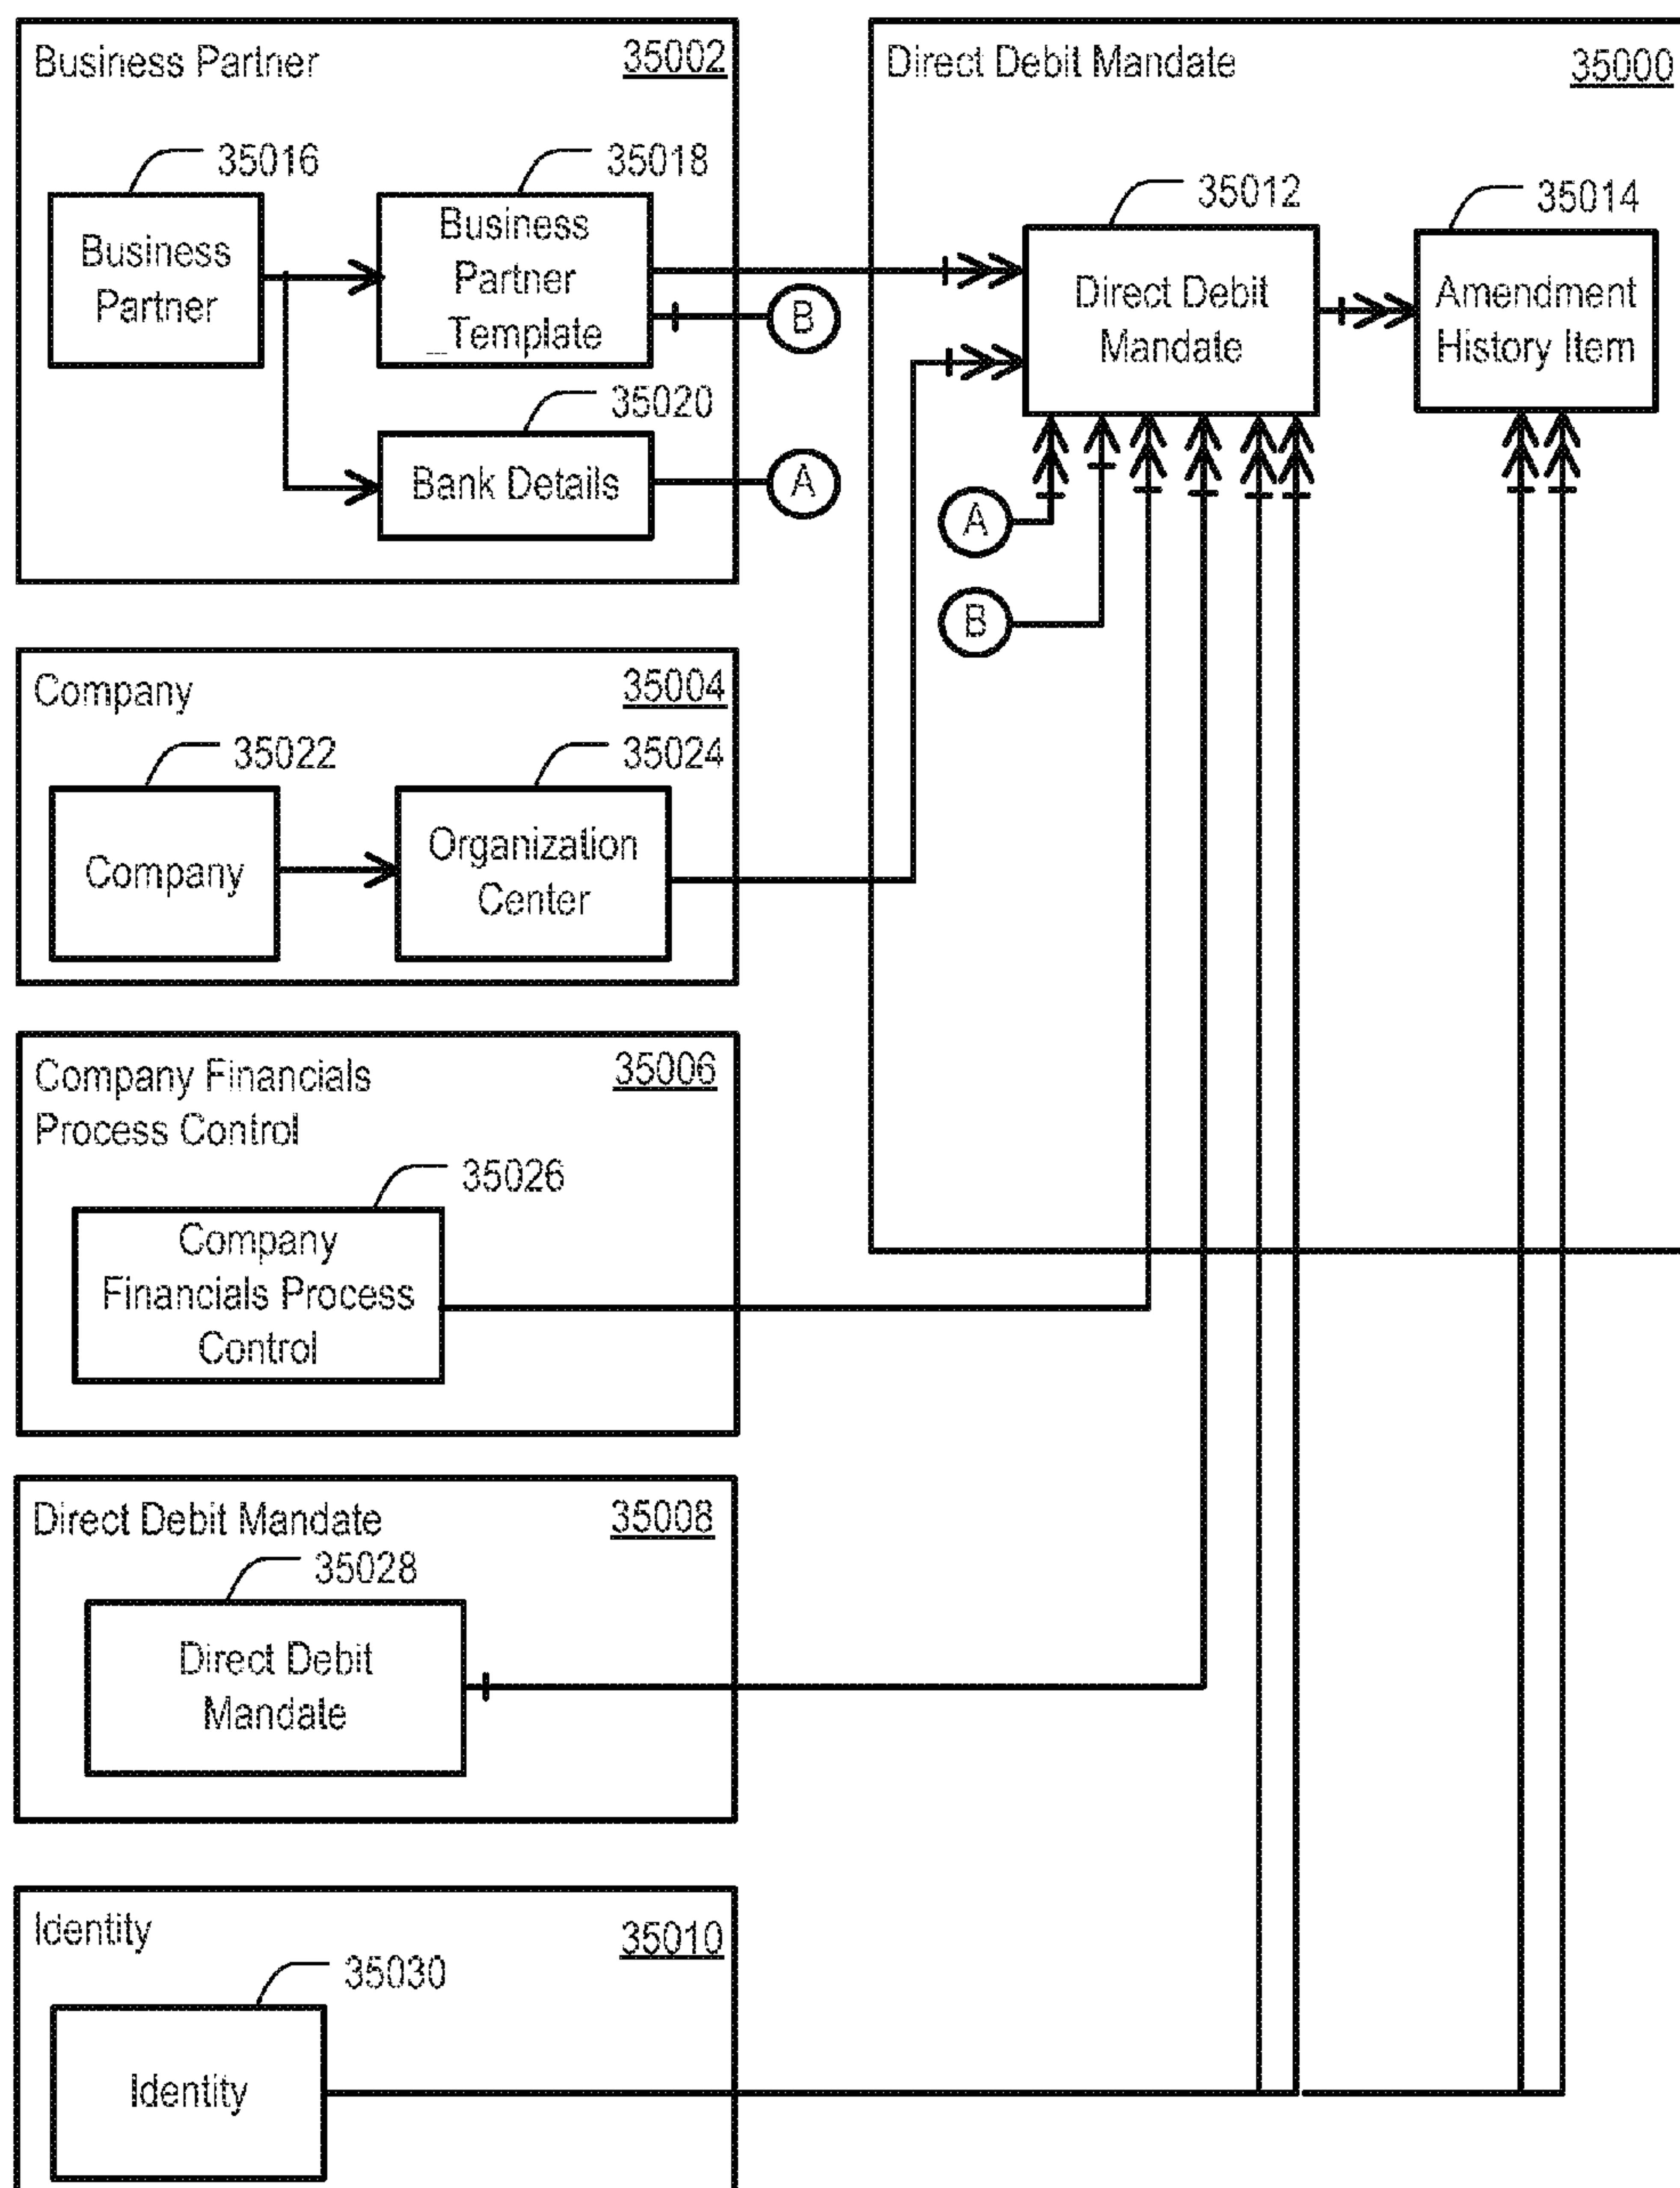 Business Partner
35002
35016
35018
Business
Partner
Business
Partner
_Template
B
35020
Bank Details
A
Direct Debit Mandate
35000
35012
35014
Direct Debit
Mandate
Amendment
History Item
A
B
Company
35004
35022
35024
Company
Organization
Center
Company Financials
Process Control
35006
35026
Company
Financials Process
Control
Direct Debit Mandate
35008
35028
Direct Debit
Mandate
Identity
35010
35030
Identity